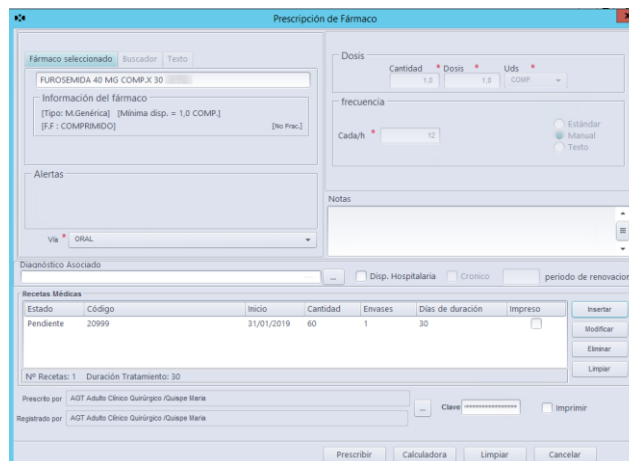 Prescripción de Fármaco
Fármaco seleccionado Buscador Texto
FUROSEMIDA 40 MG COMP.X 30
Información del fármaco
[Tipo: M.Genérica] [Mínima disp. = 1,0 COMP.]
[F.F : COMPRIMIDO] [No Frac.]
Alertas
Vía * ORAL
Dosis
Cantidad * Dosis * Uds *
1,0 1,0 COMP
frecuencia
Cada/h * 12
Estándar
Manual
Texto
Notas
Diagnóstico Asociado
... Disp. Hospitalaria Cronico periodo de renovacion
Recetas Médicas
Estado Código Inicio Cantidad Envases Días de duración Impreso
Pendiente 20999 31/01/2019 60 1 30
Insertar
Modificar
Eliminar
Limpiar
Nº Recetas: 1 Duración Tratamiento: 30
Prescrito por AGT Adulto Clínico Quirúrgico /Quispe Maria
... Clave ***************** Imprimir
Registrado por AGT Adulto Clínico Quirúrgico /Quispe Maria
Prescribir Calculadora Limpiar Cancelar